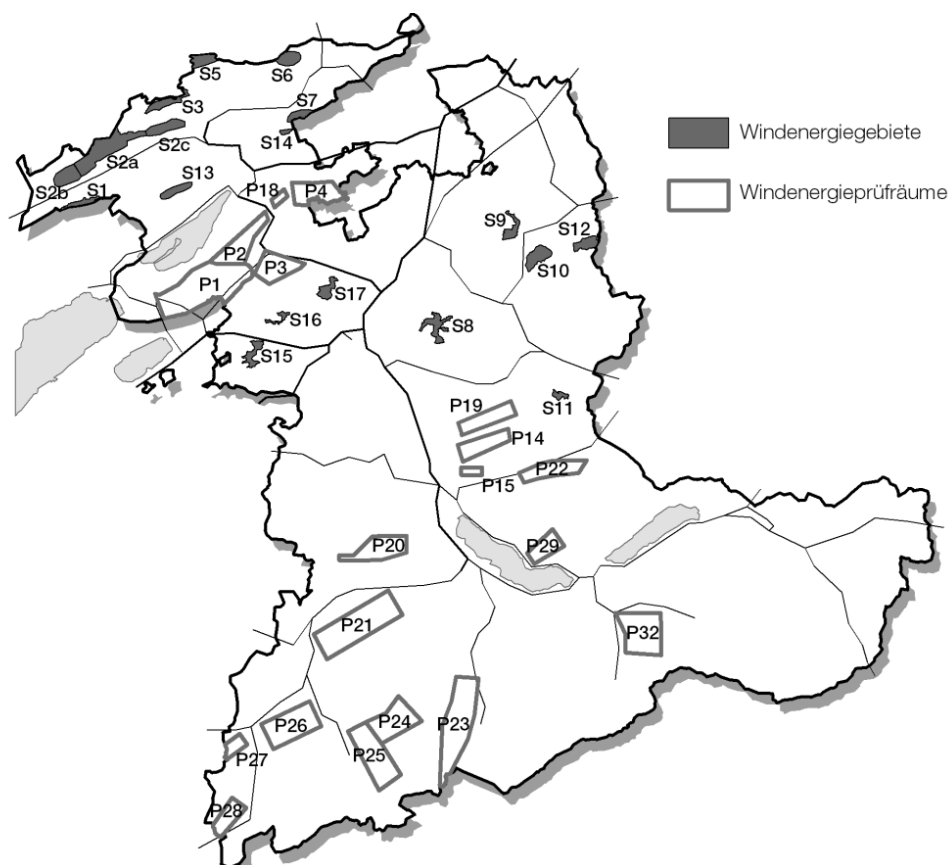 S5
S6
S3
S7
Windenergiegebiete
S2c
S14
S2a
S13
S2b
S1
P18
P4
Windenergieprüfräume
S9
S12
P2
S10
P3
P1
S17
S16
S8
S15
S11
P19
P14
P22
P15
P20
P29
P21
P32
P26
P24
P23
P27
P25
P28